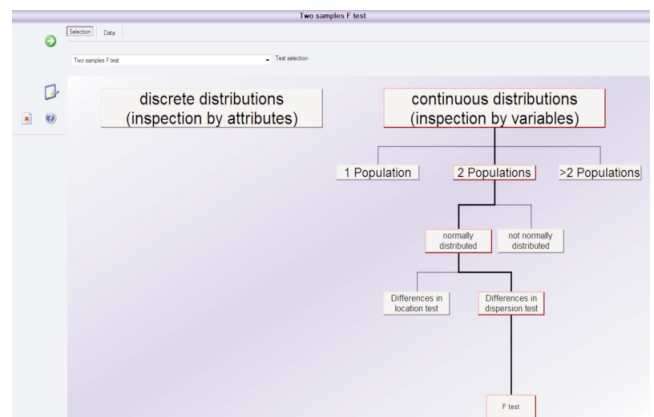 Two samples F test
Selection Data
Two samples F test Test selection
discrete distributions
(inspection by attributes)
continuous distributions
(inspection by variables)
1 Population 2 Populations >2 Populations
normally
distributed
not normally
distributed
Differences in
location test
Differences in
dispersion test
F test